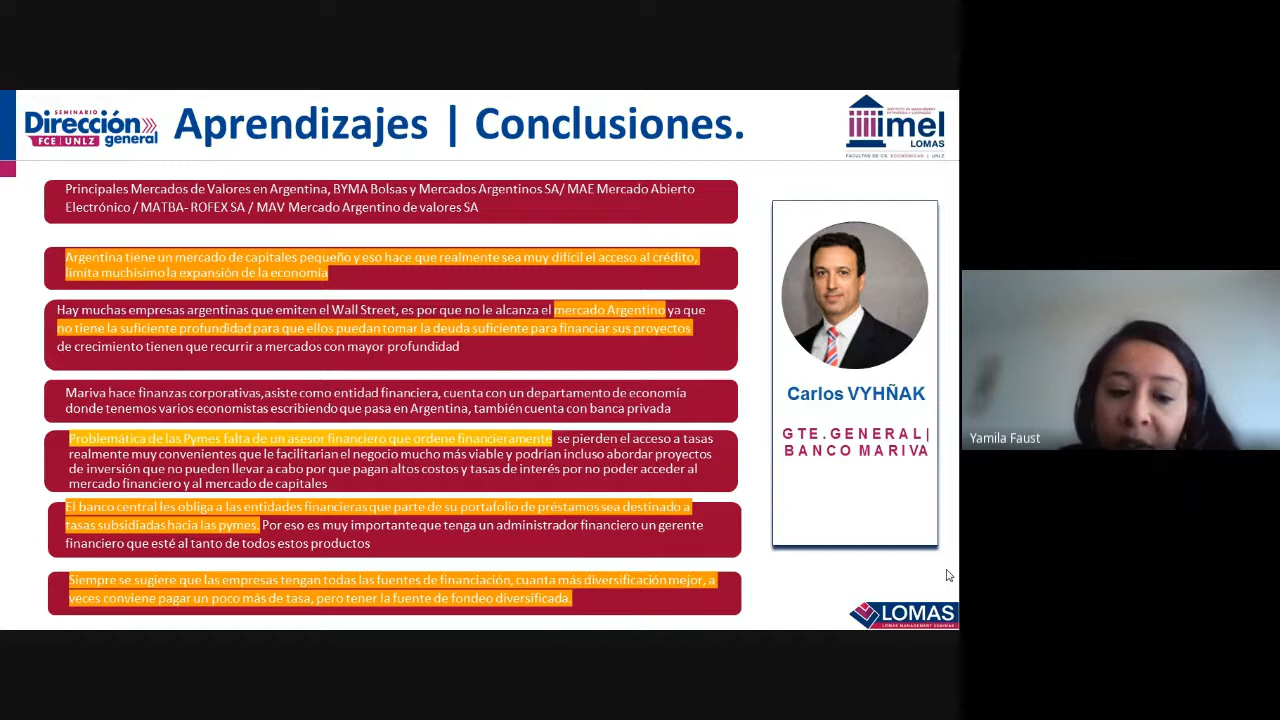 SEMINARIO
Dirección
general
FCE | UNLZ
Aprendizajes | Conclusiones.
imel
LOMAS
FACULTAD DE CS ECONÓMICAS | UNLZ
Principales Mercados de Valores en Argentina, BYMA Bolsas y Mercados Argentinos SA/ MAE Mercado Abierto
Electrónico / MATBA- ROFEX SA / MAV Mercado Argentino de valores SA
Argentina tiene un mercado de capitales pequeño y eso hace que realmente sea muy difícil el acceso al crédito,
limita muchísimo la expansión de la economía
Hay muchas empresas argentinas que emiten el Wall Street, es por que no le alcanza el mercado Argentino ya que
no tiene la suficiente profundidad para que ellos puedan tomar la deuda suficiente para financiar sus proyectos
de crecimiento tienen que recurrir a mercados con mayor profundidad
Mariva hace finanzas corporativas,asiste como entidad financiera, cuenta con un departamento de economía
donde tenemos varios economistas escribiendo que pasa en Argentina, también cuenta con banca privada
Problemática de las Pymes falta de un asesor financiero que ordene financieramente se pierden el acceso a tasas
realmente muy convenientes que le facilitarian el negocio mucho más viable y podrían incluso abordar proyectos
de inversión que no pueden llevar a cabo por que pagan altos costos y tasas de interés por no poder acceder al
mercado financiero y al mercado de capitales
El banco central les obliga a las entidades financieras que parte de su portafolio de préstamos sea destinado a
tasas subsidiadas hacia las pymes. Por eso es muy importante que tenga un administrador financiero un gerente
financiero que esté al tanto de todos estos productos
Siempre se sugiere que las empresas tengan todas las fuentes de financiación, cuanta más diversificación mejor, a
veces conviene pagar un poco más de tasa, pero tener la fuente de fondeo diversificada.
Carlos VYHÑAK
GTE.GENERAL|
BANCO MARIVA
LOMAS
LOMAS MANAGEMENT SEMINAR
Yamila Faust